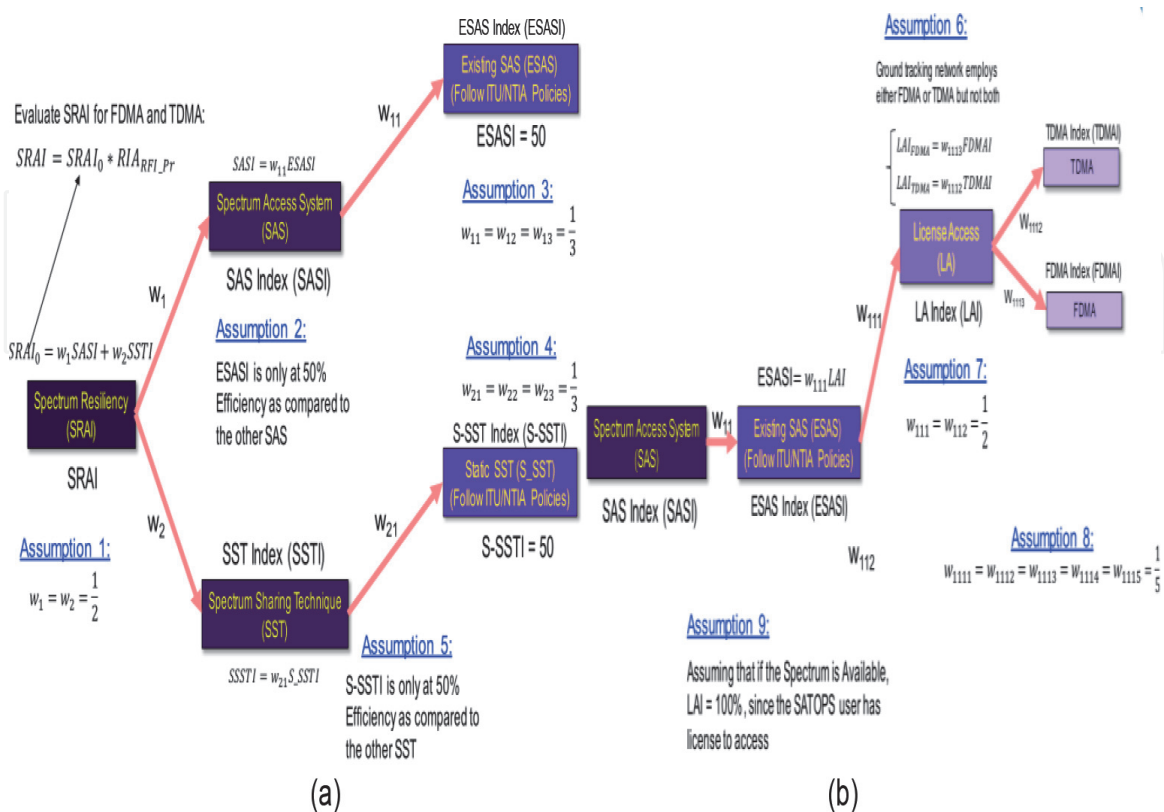 ESAS Index (ESASI)
Existing SAS (ESAS)
(Follow ITU/NTIA Policies)
ESASI = 50
W11
Evaluate SRAI for FDMA and TDMA:
𝑆𝑅𝐴𝐼 = 𝑆𝑅𝐴𝐼₀ * 𝑅𝐼𝐴_RFI_Pr
SASI = w₁₁ESASI
Spectrum Access System
(SAS)
SAS Index (SASI)
Assumption 3:
w₁₁ = w₁₂ = w₁₃ = 1/3
W1
Assumption 2:
ESASI is only at 50%
Efficiency as compared to
the other SAS
SRAI₀ = w₁SASI + w₂SSTI
Spectrum Resiliency
(SRAI)
SRAI
Assumption 1:
w₁ = w₂ = 1/2
W2
Assumption 4:
w₂₁ = w₂₂ = w₂₃ = 1/3
S-SST Index (S-SSTI)
Static SST (S_SST)
(Follow ITU/NTIA Policies)
S-SSTI = 50
W21
SST Index (SSTI)
Spectrum Sharing Technique
(SST)
SSSTI = w₂₁S_SSTI
Assumption 5:
S-SSTI is only at 50%
Efficiency as compared to
the other SST
(a)
Assumption 6:
Ground tracking network employs
either FDMA or TDMA but not both
LAI_FDMA = w₁₁₁₃FDMAI
LAI_TDMA = w₁₁₁₂TDMAI
TDMA Index (TDMAI)
TDMA
W1112
License Access
(LA)
LA Index (LAI)
FDMA Index (FDMAI)
FDMA
W1113
W111
Assumption 7:
w₁₁₁ = w₁₁₂ = 1/2
ESASI= w₁₁₁LAI
Spectrum Access System
(SAS)
SAS Index (SASI)
W11
Existing SAS (ESAS)
(Follow ITU/NTIA Policies)
ESAS Index (ESASI)
W112
Assumption 8:
w₁₁₁₁ = w₁₁₁₂ = w₁₁₁₃ = w₁₁₁₄ = w₁₁₁₅ = 1/5
Assumption 9:
Assuming that if the Spectrum is Available,
LAI = 100%, since the SATOPS user has
license to access
(b)